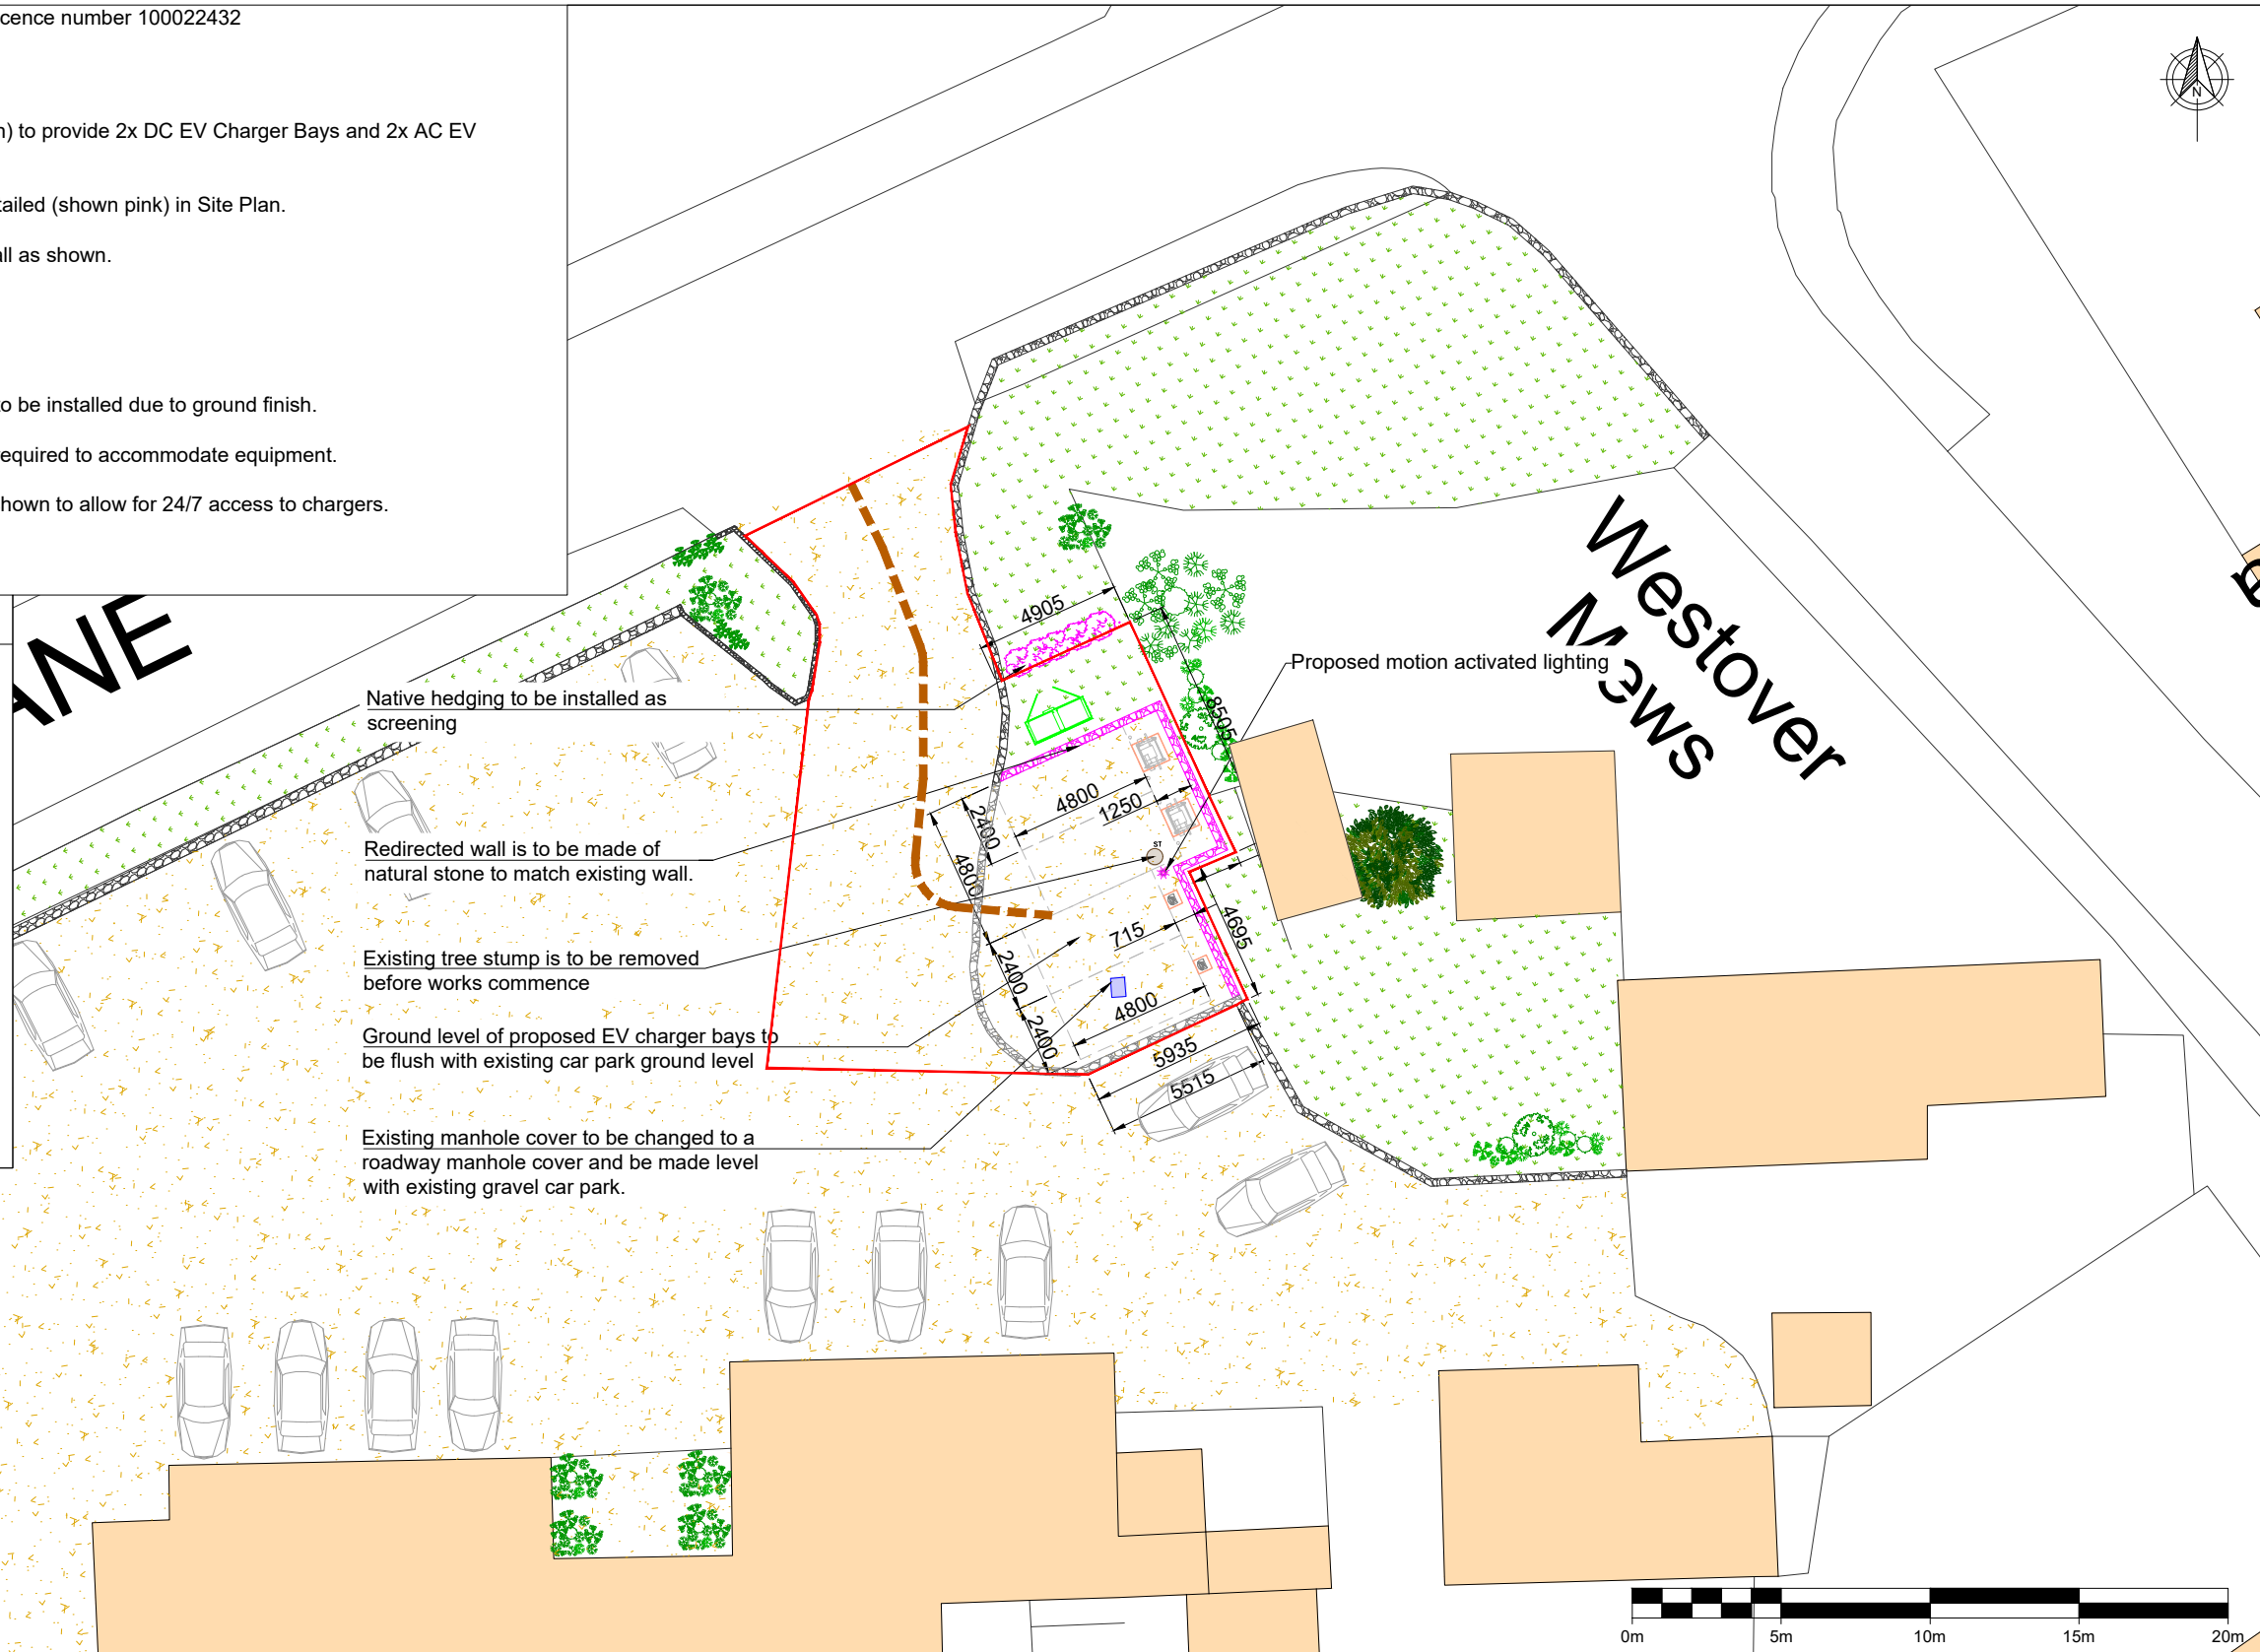 cence number 100022432
) to provide 2x DC EV Charger Bays and 2x AC EV
tailed (shown pink) in Site Plan.
all as shown.
o be installed due to ground finish.
equired to accommodate equipment.
hown to allow for 24/7 access to chargers.
N
ANE
Westover
Mews
Proposed motion activated lighting
Native hedging to be installed as
screening
Redirected wall is to be made of
natural stone to match existing wall.
Existing tree stump is to be removed
before works commence
Ground level of proposed EV charger bays to
be flush with existing car park ground level
Existing manhole cover to be changed to a
roadway manhole cover and be made level
with existing gravel car park.
4905
8505
4800
1250
2400
4800
ST
715
4695
2400
4800
2400
5935
5515
0m
5m
10m
15m
20m